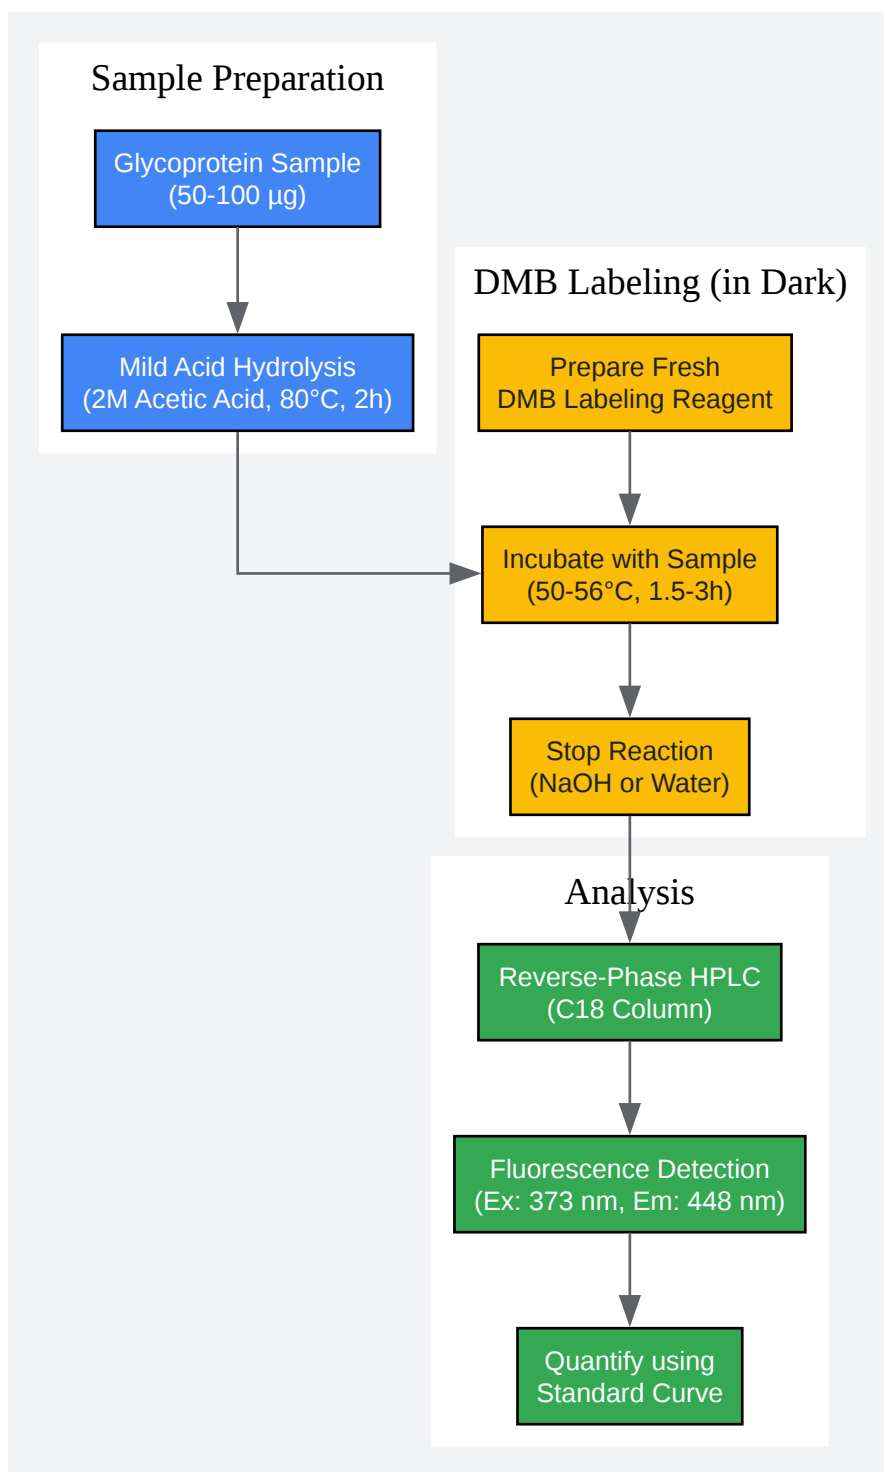 Sample Preparation
Glycoprotein Sample
(50-100 µg)
Mild Acid Hydrolysis
(2M Acetic Acid, 80°C, 2h)
DMB Labeling (in Dark)
Prepare Fresh
DMB Labeling Reagent
Incubate with Sample
(50-56°C, 1.5-3h)
Stop Reaction
(NaOH or Water)
Analysis
Reverse-Phase HPLC
(C18 Column)
Fluorescence Detection
(Ex: 373 nm, Em: 448 nm)
Quantify using
Standard Curve